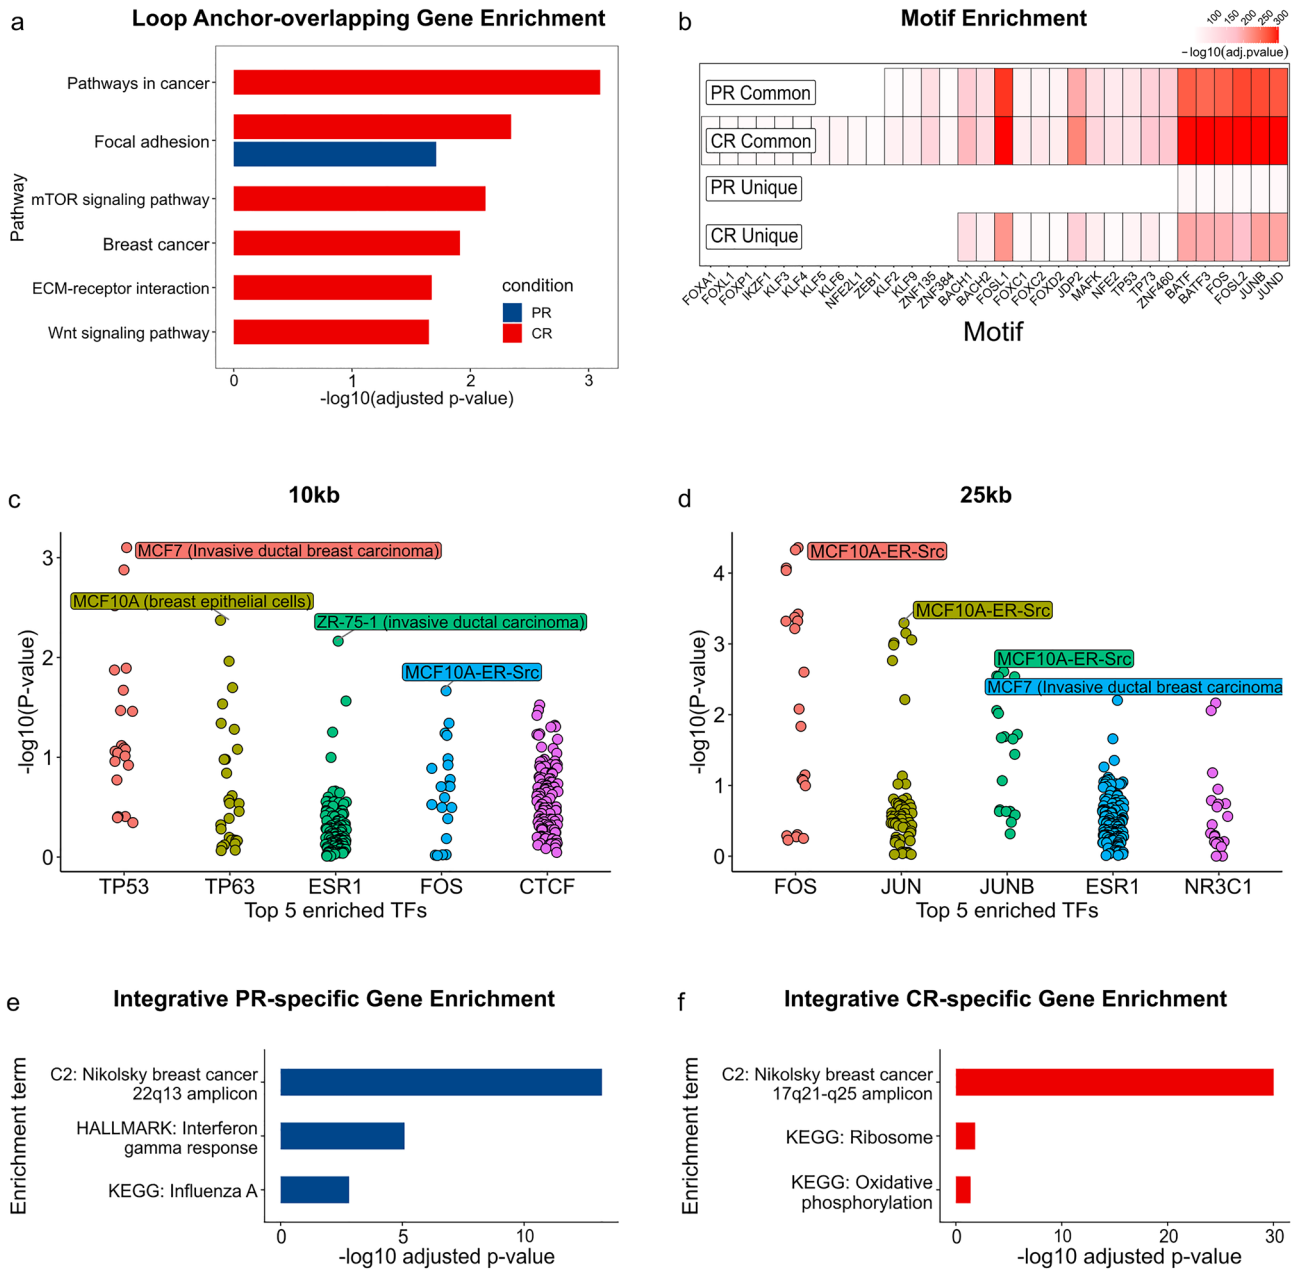 a
Loop Anchor-overlapping Gene Enrichment
Pathway
Pathways in cancer
Focal adhesion
mTOR signaling pathway
Breast cancer
ECM-receptor interaction
Wnt signaling pathway
condition
PR
CR
0 1 2 3
-log10(adjusted p-value)
b
Motif Enrichment
100 150 200 250 300
−log10(adj.pvalue)
PR Common
CR Common
PR Unique
CR Unique
FOXA1 FOXL1 FOXP1 IKZF1 KLF3 KLF4 KLF5 KLF6 NFE2L1 ZEB1 KLF2 KLF9 ZNF135 ZNF384 BACH1 BACH2 FOSL1 FOXC1 FOXC2 FOXD2 JDP2 MAFK NFE2 TP53 TP73 ZNF460 BATF BATF3 FOS FOSL2 JUNB JUND
Motif
c
10kb
-log10(P-value)
3
2
1
0
MCF7 (Invasive ductal breast carcinoma)
MCF10A (breast epithelial cells)
ZR-75-1 (invasive ductal carcinoma)
MCF10A-ER-Src
TP53 TP63 ESR1 FOS CTCF
Top 5 enriched TFs
d
25kb
-log10(P-value)
4
3
2
1
0
MCF10A-ER-Src
MCF10A-ER-Src
MCF10A-ER-Src
MCF7 (Invasive ductal breast carcinoma
FOS JUN JUNB ESR1 NR3C1
Top 5 enriched TFs
e
Integrative PR-specific Gene Enrichment
Enrichment term
C2: Nikolsky breast cancer
22q13 amplicon
HALLMARK: Interferon
gamma response
KEGG: Influenza A
0 5 10
-log10 adjusted p-value
f
Integrative CR-specific Gene Enrichment
Enrichment term
C2: Nikolsky breast cancer
17q21-q25 amplicon
KEGG: Ribosome
KEGG: Oxidative
phosphorylation
0 10 20 30
-log10 adjusted p-value